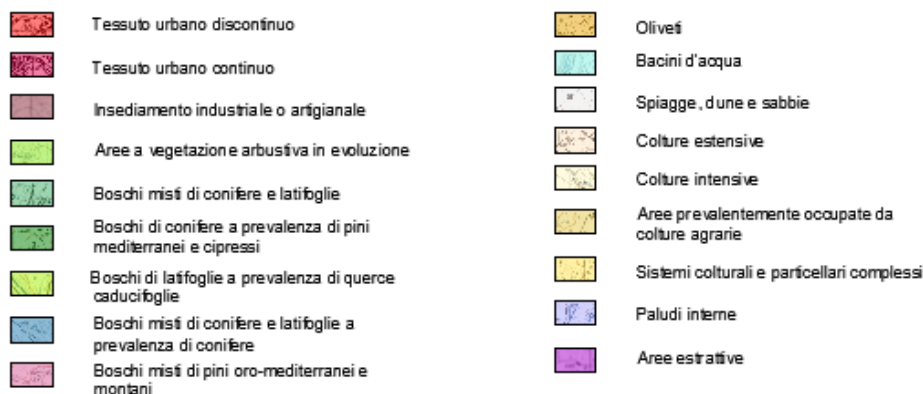 Tessuto urbano discontinuo
Tessuto urbano continuo
Insediamento industriale o artigianale
Aree a vegetazione arbustiva in evoluzione
Boschi misti di conifere e latifoglie
Boschi di conifere a prevalenza di pini
mediterranei e cipressi
Boschi di latifoglie a prevalenza di querce
caducifoglie
Boschi misti di conifere e latifoglie a
prevalenza di conifere
Boschi misti di pini oro-mediterranei e
montani
Oliveti
Bacini d'acqua
Spiagge, dune e sabbie
Colture estensive
Colture intensive
Aree prevalentemente occupate da
colture agrarie
Sistemi colturali e particellari complessi
Paludi interne
Aree estrattive